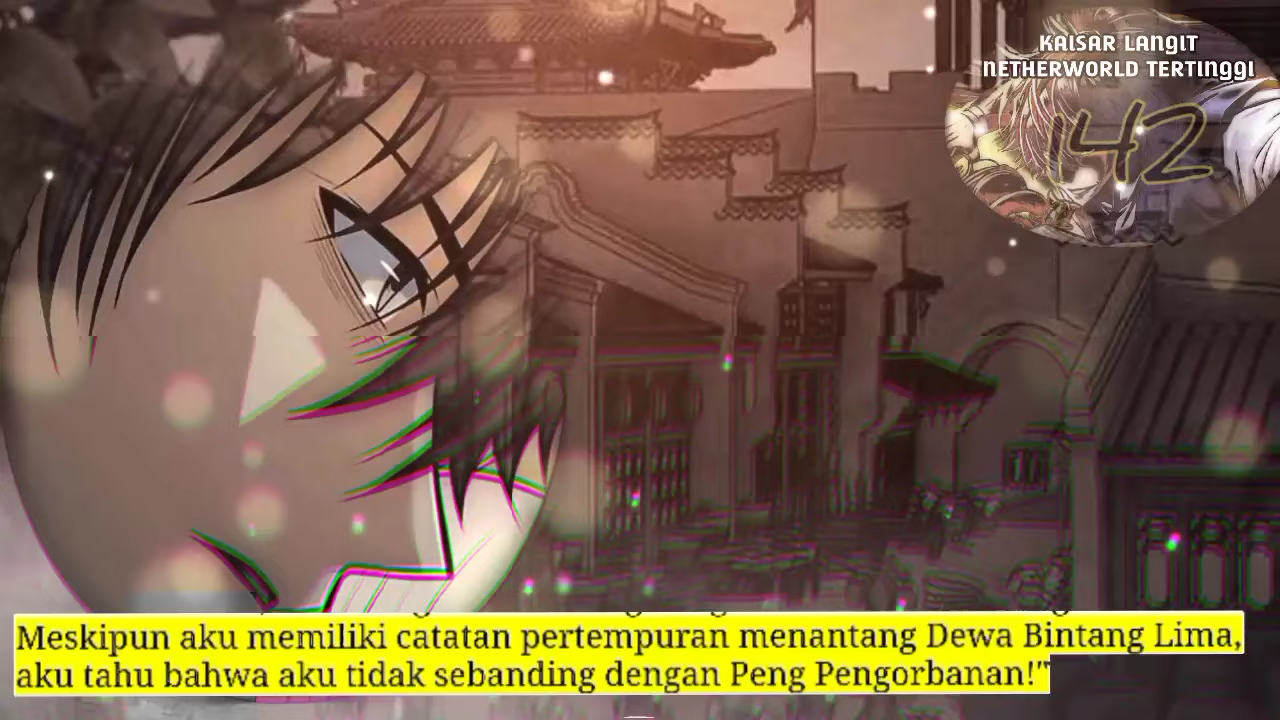 KAISAR LANGIT
NETHERWORLD TERTINGGI
142
Meskipun aku memiliki catatan pertempuran menantang Dewa Bintang Lima,
aku tahu bahwa aku tidak sebanding dengan Peng Pengorbanan!"